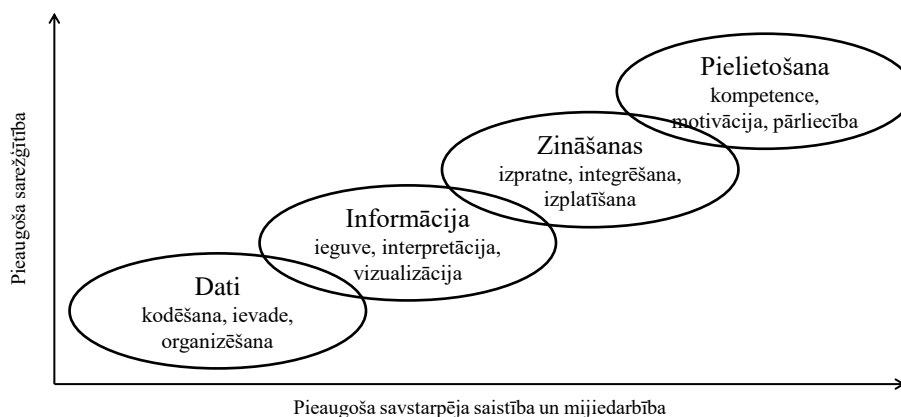 Pieaugoša sarežģītība
Pielietošana
kompetence,
motivācija, pārliecība
Zināšanas
izpratne, integrēšana,
izplatīšana
Informācija
ieguve, interpretācija,
vizualizācija
Dati
kodēšana, ievade,
organizēšana
Pieaugoša savstarpēja saistība un mijiedarbība